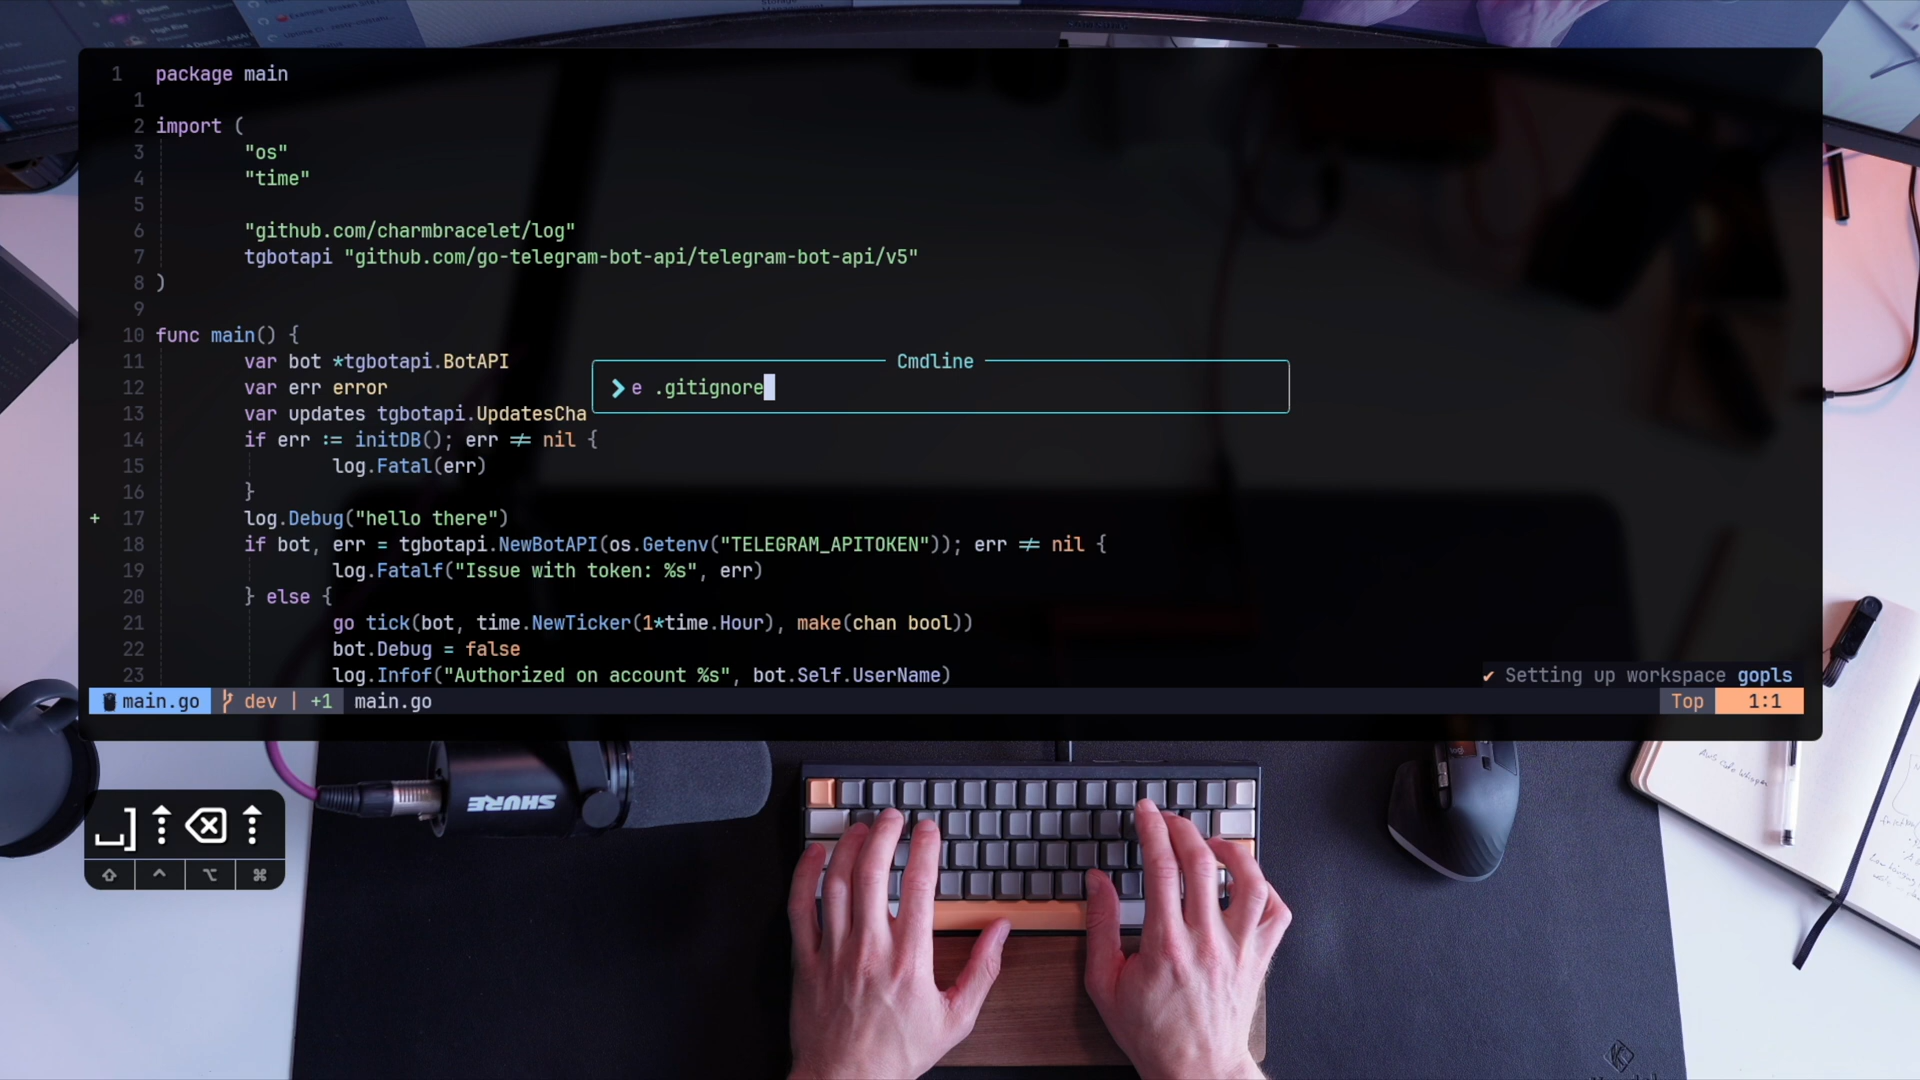 1 package main
1
2 import (
3 "os"
4 "time"
5
6 "github.com/charmbracelet/log"
7 tgbotapi "github.com/go-telegram-bot-api/telegram-bot-api/v5"
8 )
9
10 func main() {
11 var bot *tgbotapi.BotAPI
Cmdline
12 var err error
e .gitignore
13 var updates tgbotapi.UpdatesCha
14 if err := initDB(); err ≠ nil {
15 log.Fatal(err)
16 }
+ 17 log.Debug("hello there")
18 if bot, err = tgbotapi.NewBotAPI(os.Getenv("TELEGRAM_APITOKEN")); err ≠ nil {
19 log.Fatalf("Issue with token: %s", err)
20 } else {
21 go tick(bot, time.NewTicker(1*time.Hour), make(chan bool))
22 bot.Debug = false
23 log.Infof("Authorized on account %s", bot.Self.UserName)
✔ Setting up workspace gopls
main.go dev | +1 main.go Top 1:1
SHURE
logi